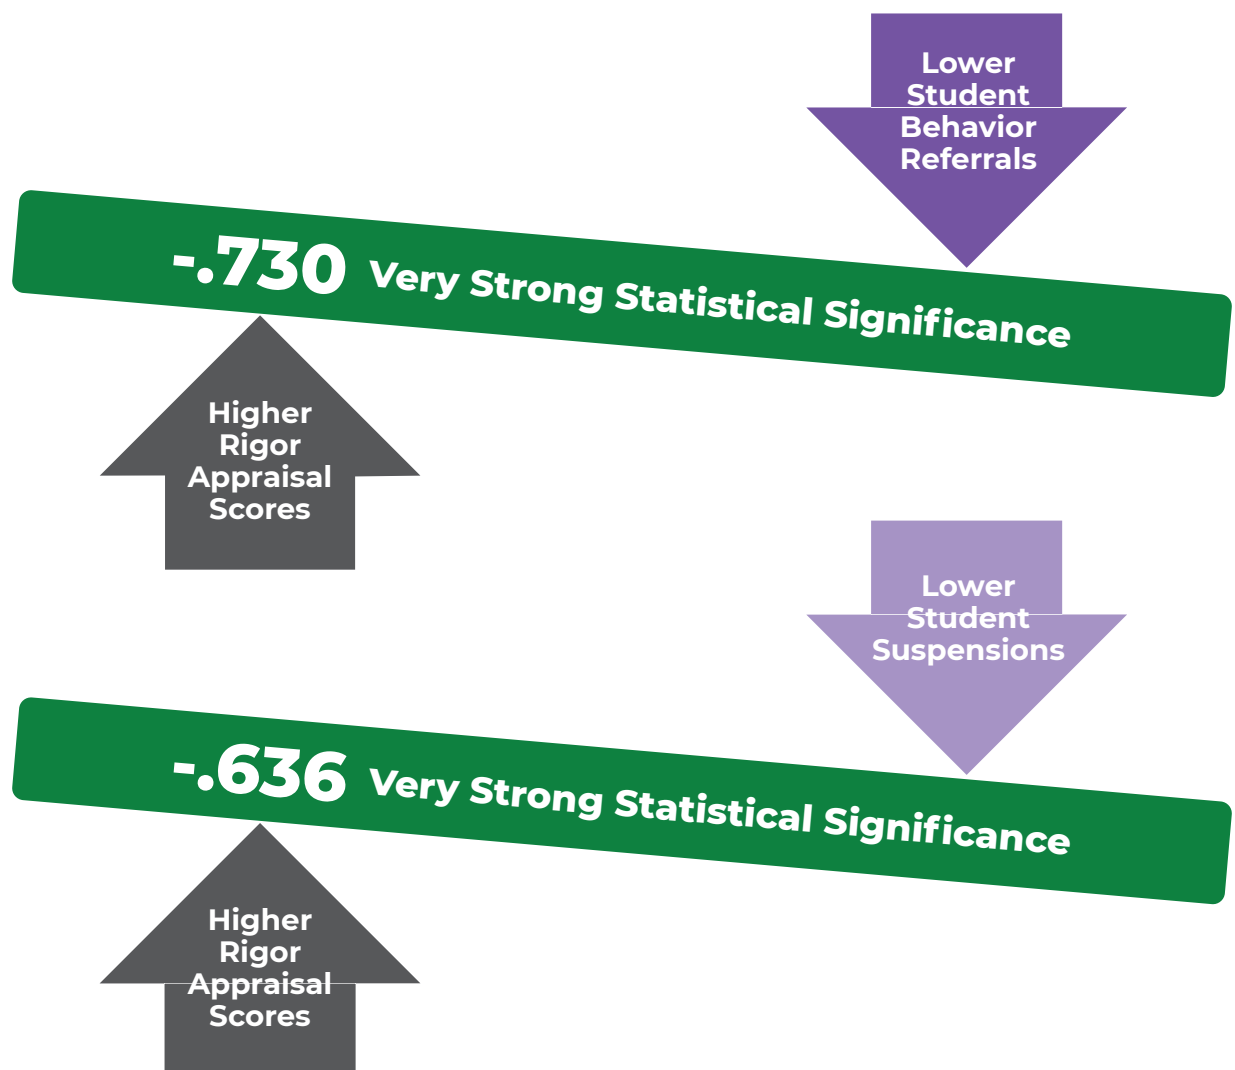 Lower
Student
Behavior
Referrals
-.730 Very Strong Statistical Significance
Higher
Rigor
Appraisal
Scores
Lower
Student
Suspensions
-.636 Very Strong Statistical Significance
Higher
Rigor
Appraisal
Scores